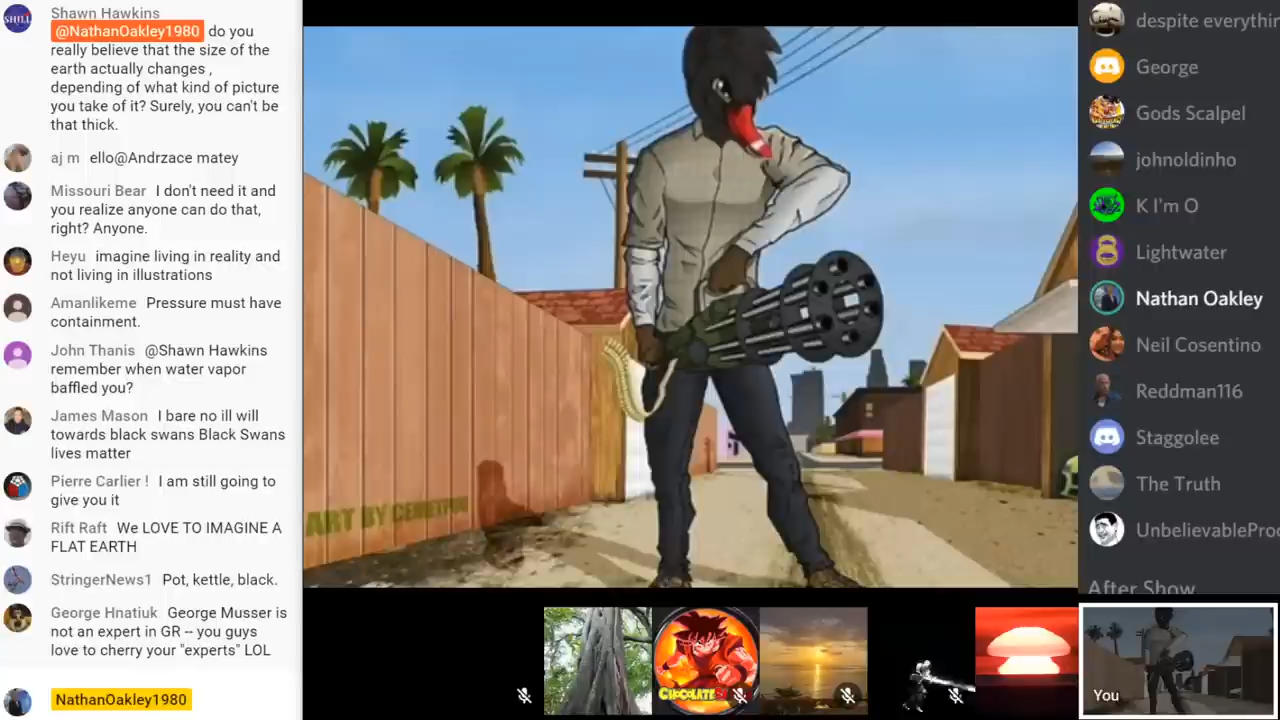 Shawn Hawkins
@NathanOakley1980 do you
really believe that the size of the
earth actually changes ,
depending of what kind of picture
you take of it? Surely, you can't be
that thick.
aj m ello@Andrzace matey
Missouri Bear I don't need it and
you realize anyone can do that,
right? Anyone.
Heyu imagine living in reality and
not living in illustrations
Amanlikeme Pressure must have
containment.
John Thanis @Shawn Hawkins
remember when water vapor
baffled you?
James Mason I bare no ill will
towards black swans Black Swans
lives matter
Pierre Carlier ! I am still going to
give you it
Rift Raft We LOVE TO IMAGINE A
FLAT EARTH
StringerNews1 Pot, kettle, black.
George Hnatiuk George Musser is
not an expert in GR -- you guys
love to cherry your "experts" LOL
NathanOakley1980
SHILL
ART BY
CHOCOLATE
You
despite everythin
George
Gods Scalpel
johnoldinho
K I'm O
Lightwater
Nathan Oakley
Neil Cosentino
Reddman116
Staggolee
The Truth
UnbelievablePro
After Show